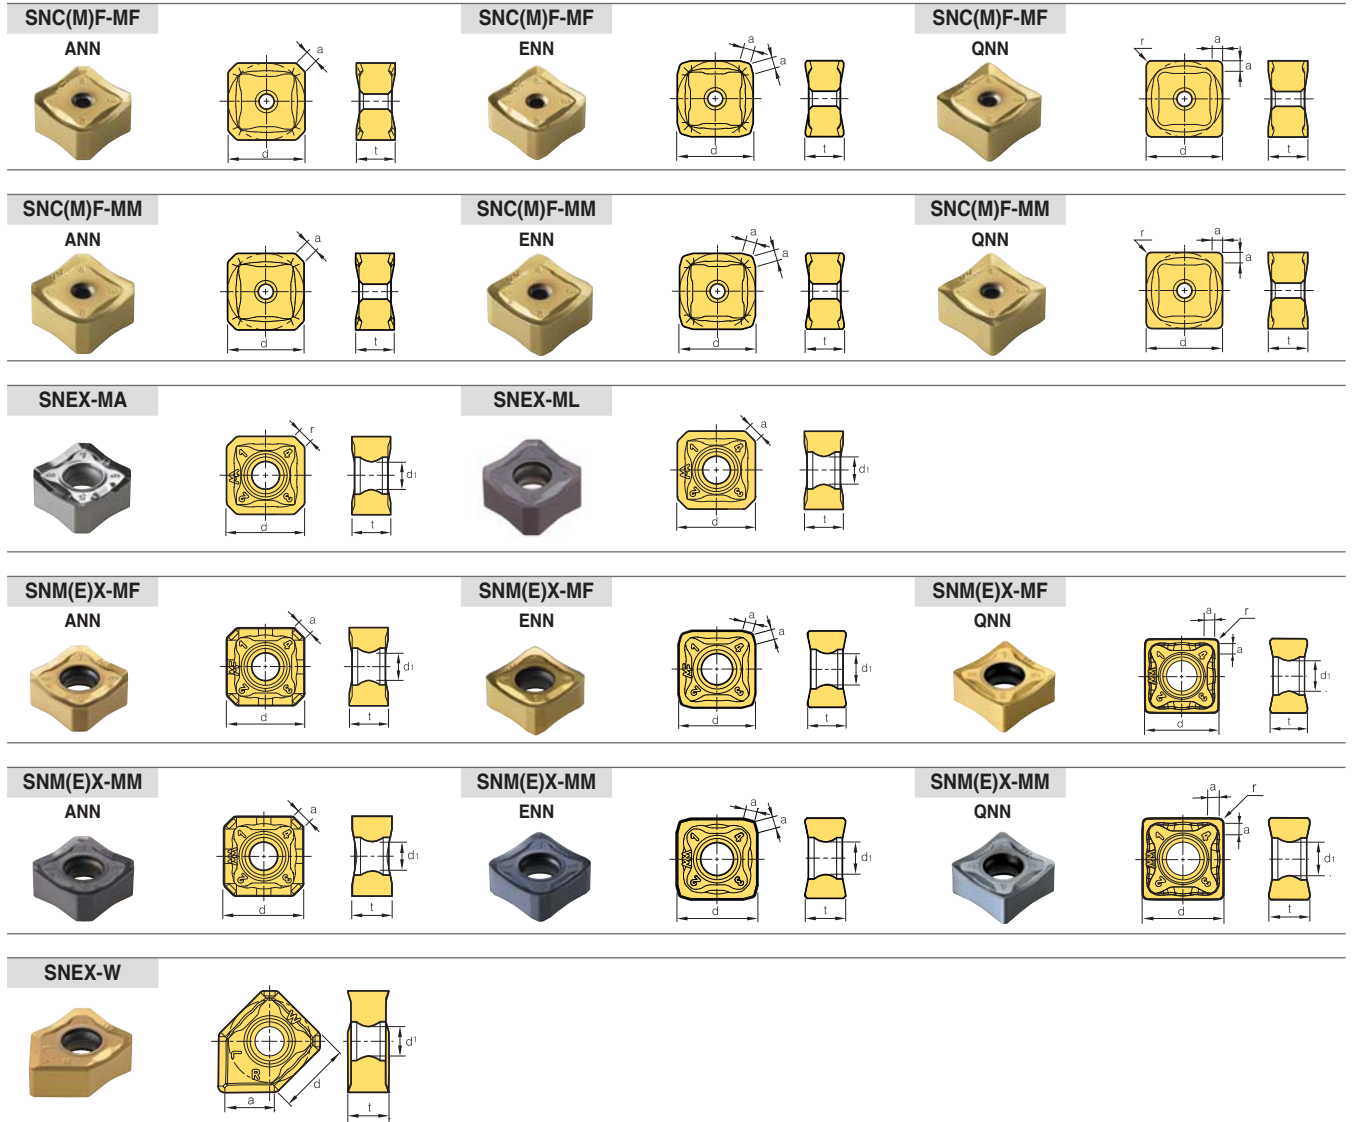 SNC(M)F-MF SNC(M)F-MF SNC(M)F-MF
ANN ENN QNN
a a a r a a
d t d t d t
SNC(M)F-MM SNC(M)F-MM SNC(M)F-MM
ANN ENN QNN
a a a r a a
d t d t d t
SNEX-MA SNEX-ML
r a
d1 d1
d t d t
SNM(E)X-MF SNM(E)X-MF SNM(E)X-MF
ANN ENN QNN
a a a a r a
d1 d1 d1
d t d t d t
SNM(E)X-MM SNM(E)X-MM SNM(E)X-MM
ANN ENN QNN
a a a a r a
d1 d1 d1
d t d t d t
SNEX-W
W
L
R
d1
d
a t